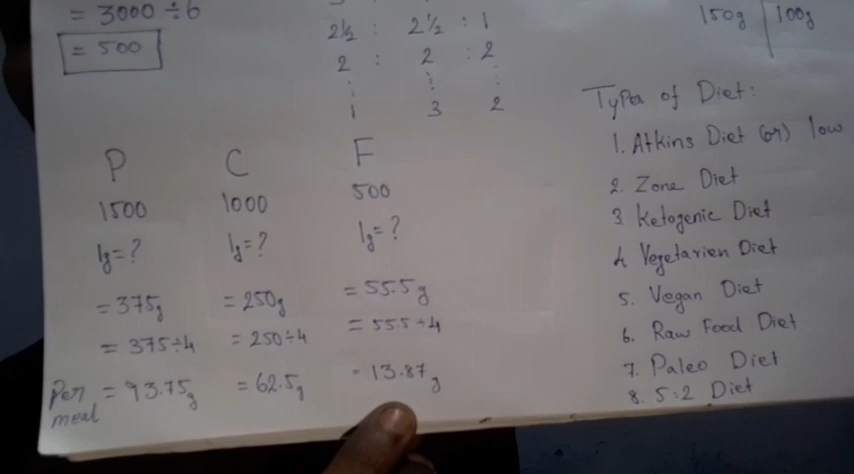 = 3000 ÷ 6
= 500
2½ : 2½ : 1
2 : 2 : 2
1 3 2
150g | 100g
P C F
1500 1000 500
1g=? 1g=? 1g=?
= 375g = 250g = 55.5g
= 375÷4 = 250÷4 = 55.5÷4
Per meal = 93.75g = 62.5g = 13.87g
Types of Diet:
1. Atkins Diet (or) low
2. Zone Diet
3 Ketogenic Diet
4 Vegetarien Diet
5. Vegan Diet
6. Raw Food Diet
7. Paleo Diet
8. 5:2 Diet